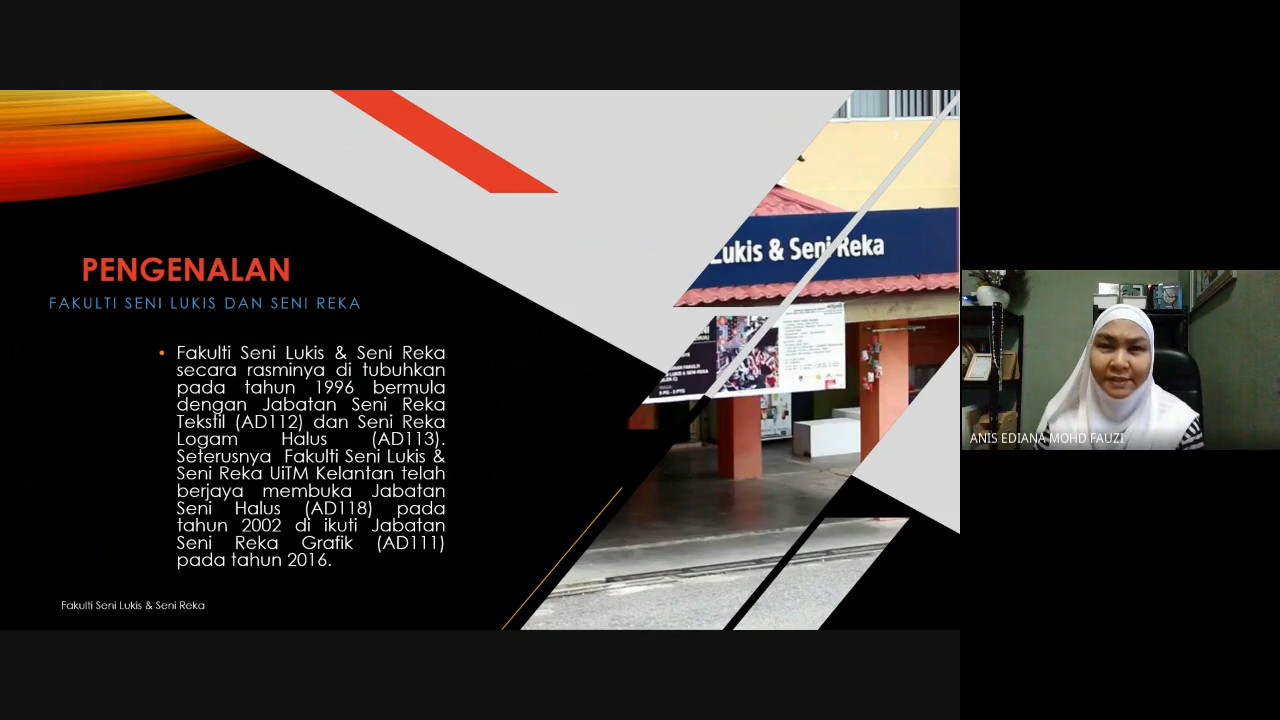 PENGENALAN
FAKULTI SENI LUKIS DAN SENI REKA
• Fakulti Seni Lukis & Seni Reka
secara rasminya di tubuhkan
pada tahun 1996 bermula
dengan Jabatan Seni Reka
Tekstil (AD112) dan Seni Reka
Logam Halus (AD113).
Seterusnya Fakulti Seni Lukis &
Seni Reka UiTM Kelantan telah
berjaya membuka Jabatan
Seni Halus (AD118) pada
tahun 2002 di ikuti Jabatan
Seni Reka Grafik (AD111)
pada tahun 2016.
Fakulti Seni Lukis & Seni Reka
Lukis & Seni Reka
ANIS EDIANA MOHD FAUZI